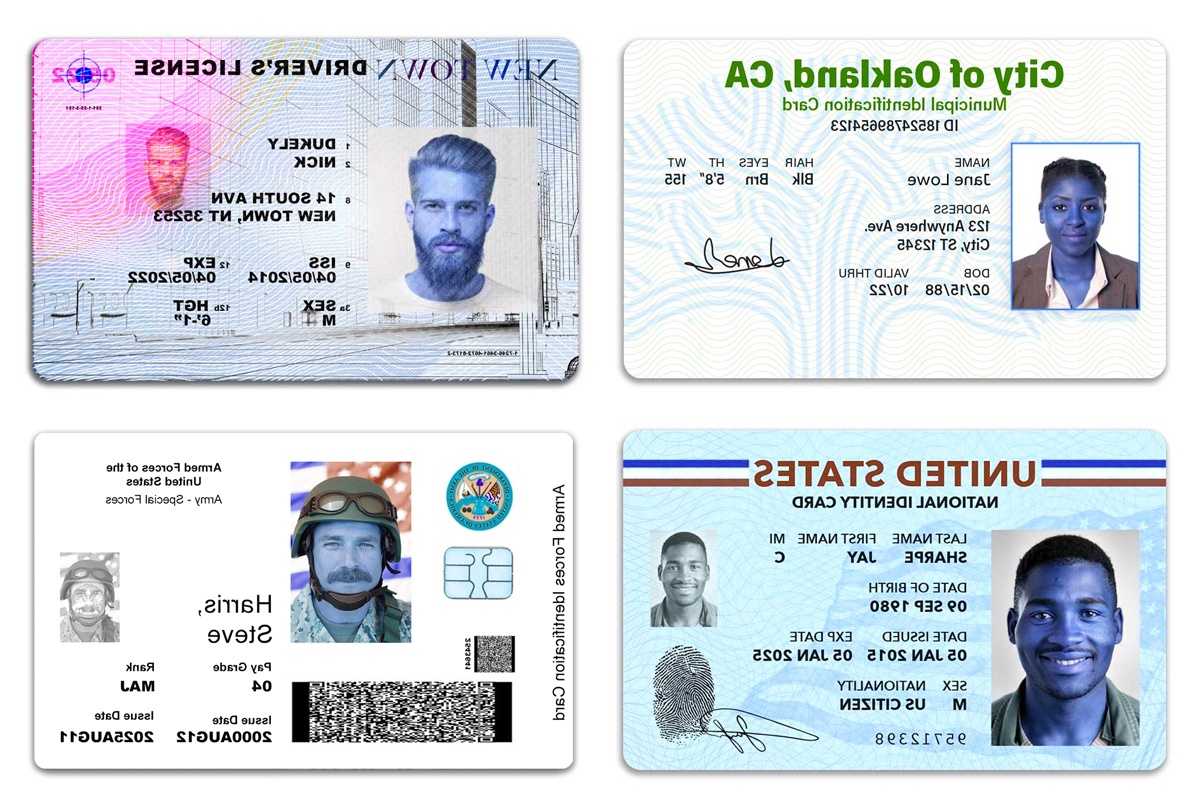 NEW TOWN DRIVER'S LICENSE
1 DUKELY
2 NICK
8 14 SOUTH AVN
NEW TOWN, NT 35253
9 ISS 12 EXP
04/05/2014 04/05/2022
3a SEX 12b HGT
M 6'-1"
City of Oakland, CA
Municipal Identification Card
ID 18524789654123
NAME
Jane Lowe
HAIR EYES HT WT
Blk Brn 5'8" 155
ADDRESS
123 Anywhere Ave.
City, ST 12345
DOB VALID THRU
02/15/88 10/22
Armed Forces Identification Card
Armed Forces of the
United States
Army - Special Forces
Harris,
Steve
2543641
Pay Grade Rank
04 MAJ
Issue Date Issue Date
2000AUG12 2025AUG11
UNITED STATES
NATIONAL IDENTITY CARD
LAST NAME FIRST NAME MI
SHARPE JAY C
DATE OF BIRTH
09 SEP 1980
DATE ISSUED EXP DATE
05 JAN 2015 05 JAN 2025
SEX NATIONALITY
M US CITIZEN
95712398